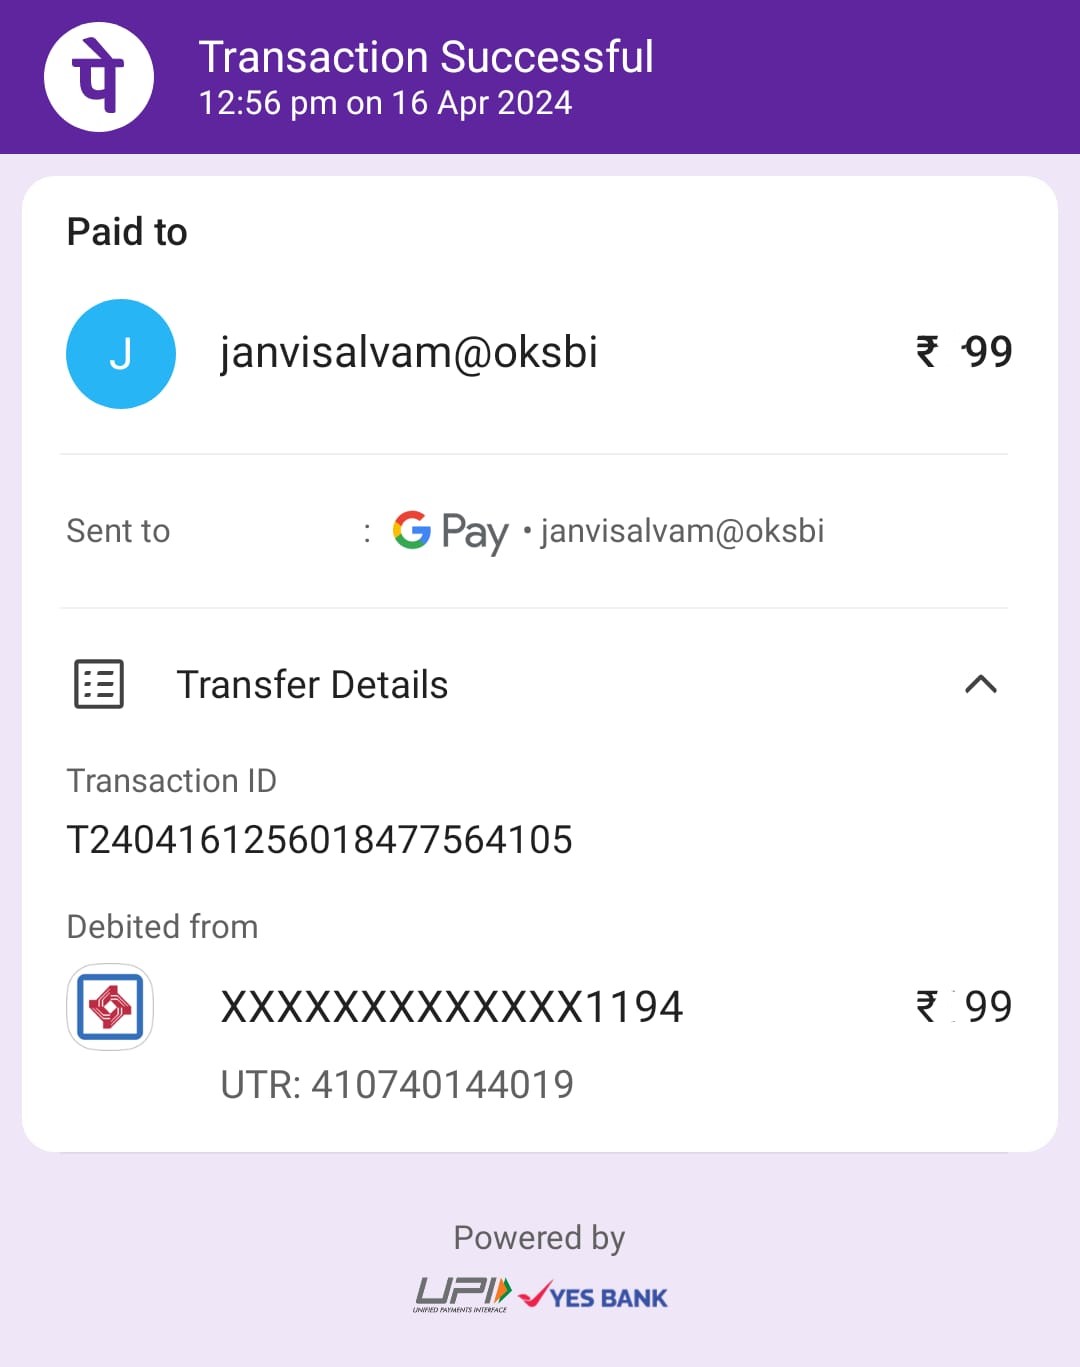 पे
Transaction Successful
12:56 pm on 16 Apr 2024
Paid to
J
janvisalvam@oksbi ₹ 99
Sent to : G Pay • janvisalvam@oksbi
Transfer Details
Transaction ID
T2404161256018477564105
Debited from
XXXXXXXXXXXXX1194 ₹ 99
UTR: 410740144019
Powered by
UPI YES BANK
UNIFIED PAYMENTS INTERFACE